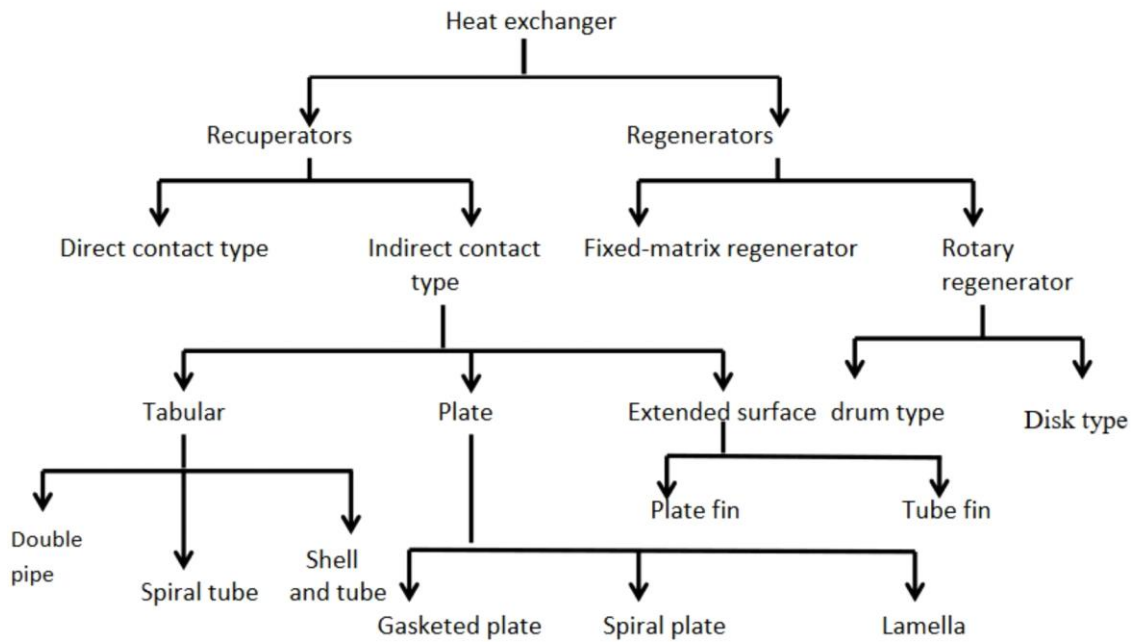 Heat exchanger
Recuperators
Regenerators
Direct contact type
Indirect contact
type
Fixed-matrix regenerator
Rotary
regenerator
Tabular
Plate
Extended surface
drum type
Disk type
Double
pipe
Spiral tube
Shell
and tube
Plate fin
Tube fin
Gasketed plate
Spiral plate
Lamella